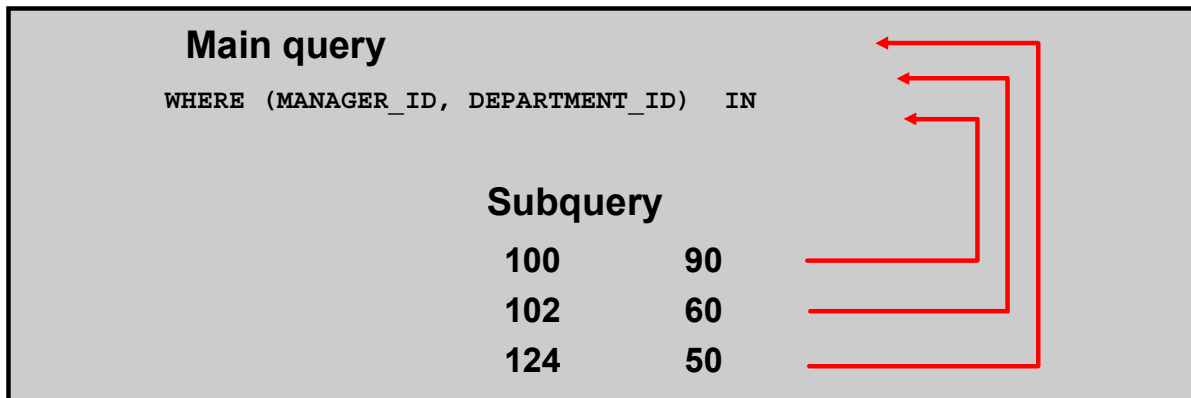 Main query
WHERE (MANAGER_ID, DEPARTMENT_ID) IN
Subquery
100 90
102 60
124 50